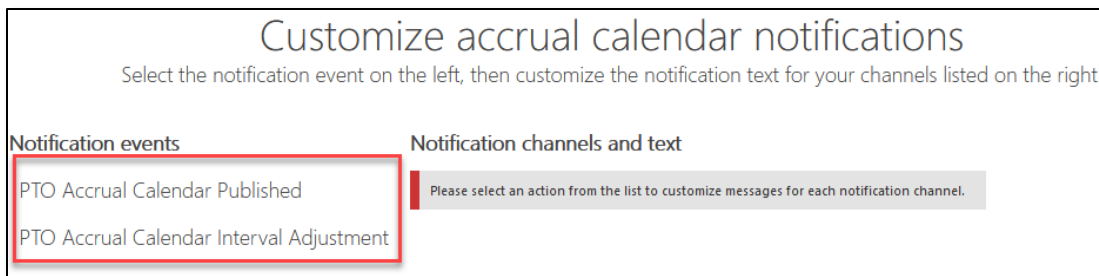 Customize accrual calendar notifications
Select the notification event on the left, then customize the notification text for your channels listed on the right
Notification events
PTO Accrual Calendar Published
PTO Accrual Calendar Interval Adjustment
Notification channels and text
Please select an action from the list to customize messages for each notification channel.